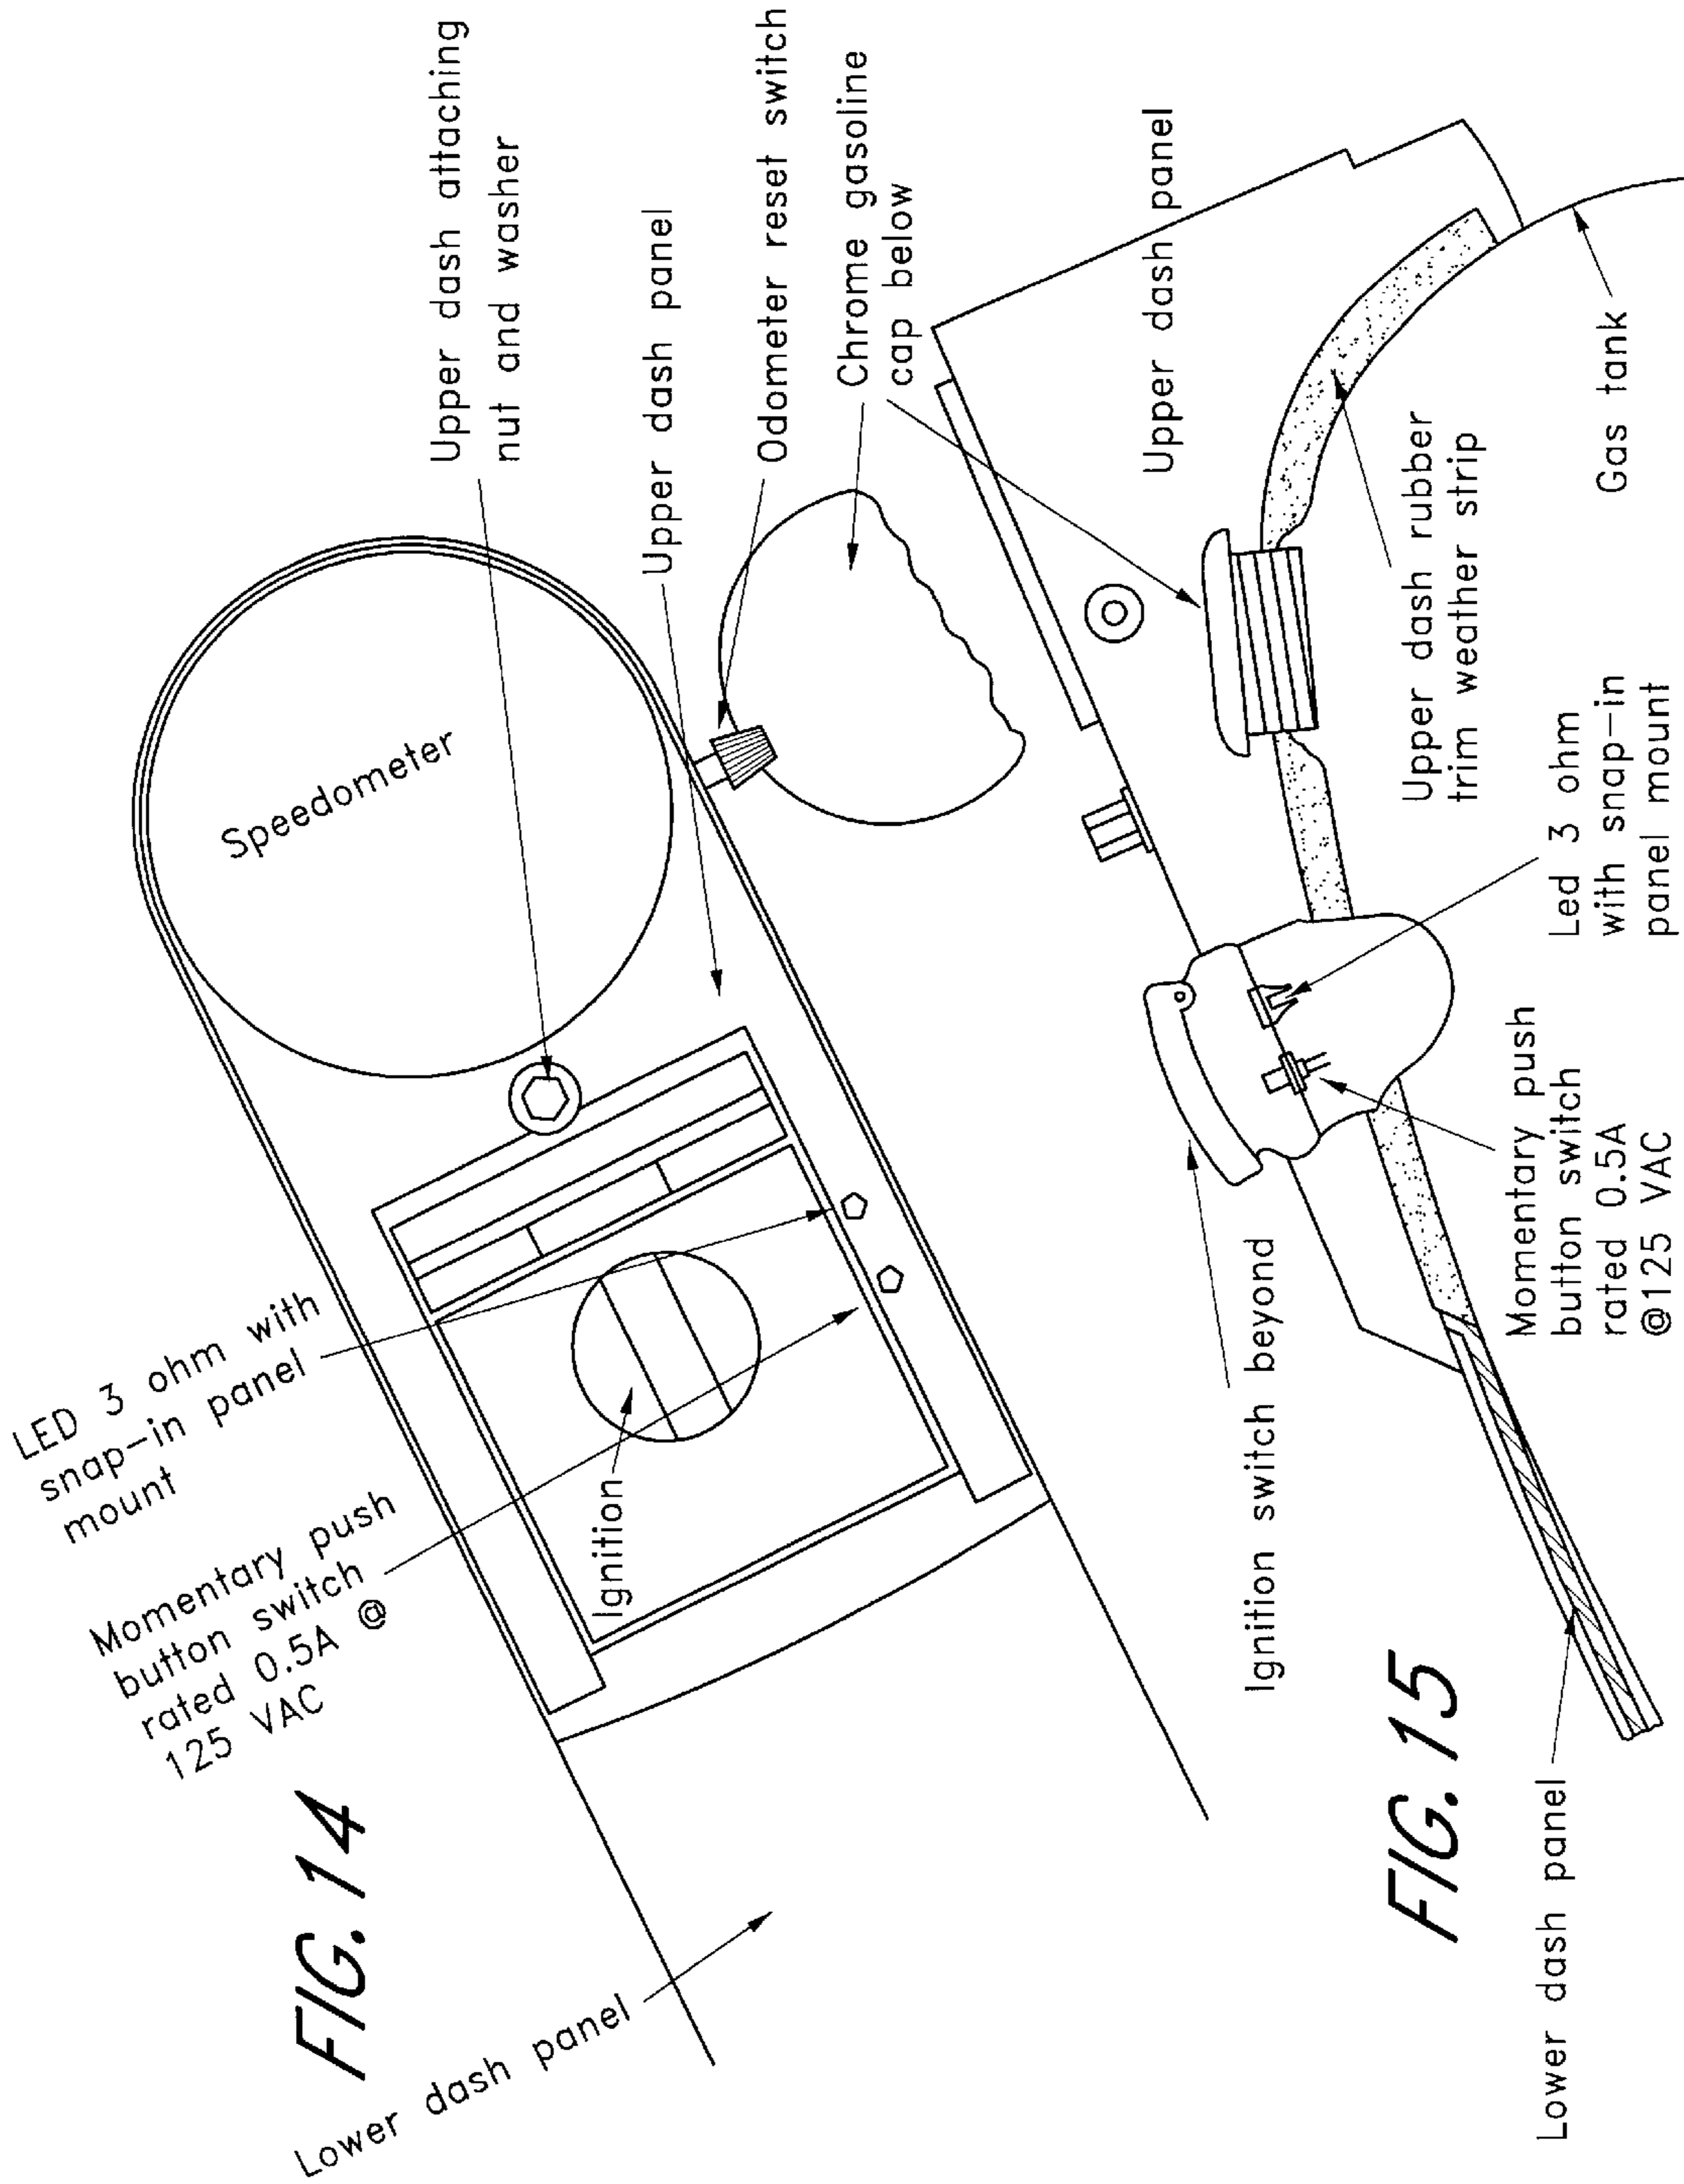 FIG. 14
LED 3 ohm with
snap-in panel
mount
Momentary push
button switch
rated 0.5A @
125 VAC
Lower dash panel
Ignition
Speedometer
Upper dash attaching
nut and washer
Upper dash panel
Odometer reset switch
Chrome gasoline
cap below
FIG. 15
Upper dash panel
Ignition switch beyond
Lower dash panel
Momentary push
button switch
rated 0.5A
@125 VAC
Led 3 ohm
with snap-in
panel mount
Upper dash rubber
trim weather strip
Gas tank